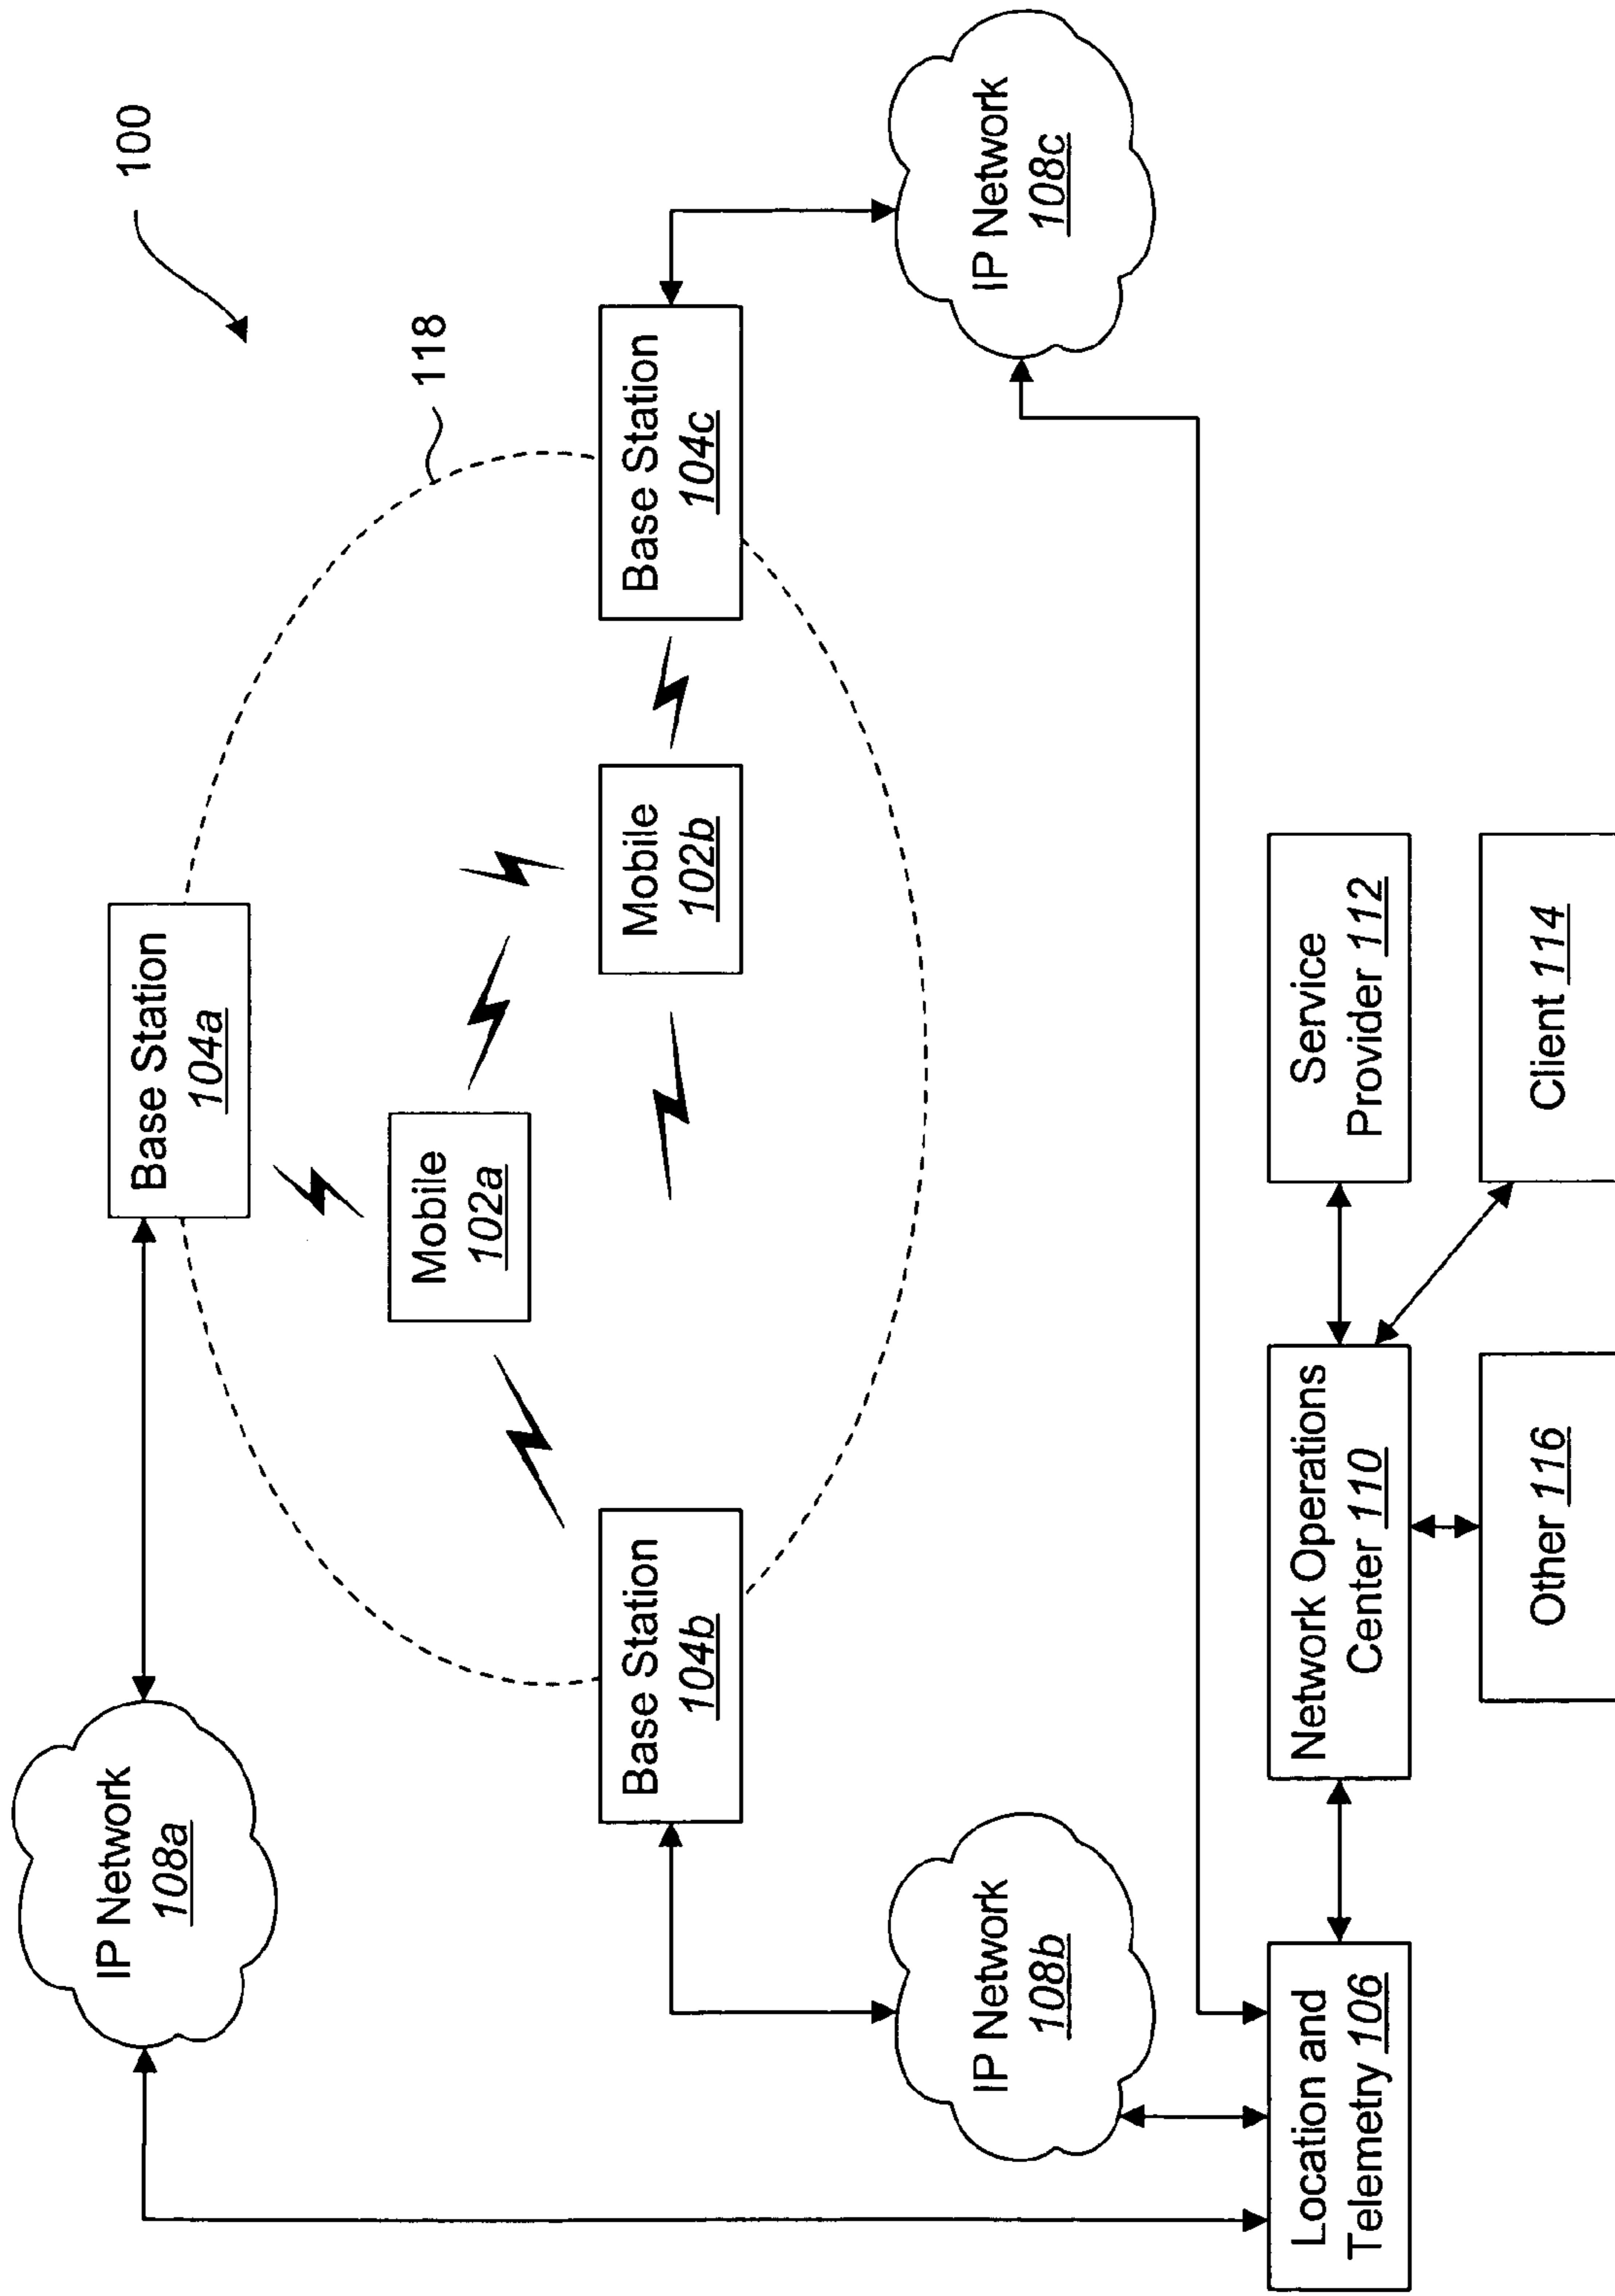 100
IP Network
108a
Base Station
104a
118
Mobile
102a
Base Station
104b
Mobile
102b
Base Station
104c
IP Network
108b
IP Network
108c
Location and
Telemetry 106
Network Operations
Center 110
Service
Provider 112
Other 116
Client 114